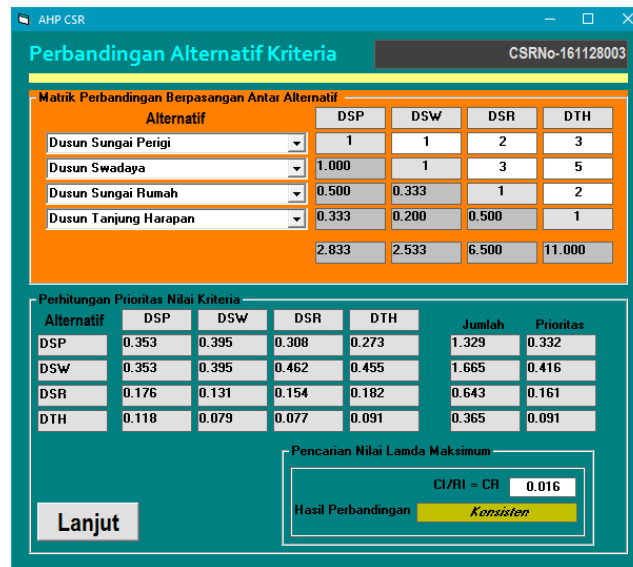 AHP CSR
Perbandingan Alternatif Kriteria CSRNo-161128003
Matrik Perbandingan Berpasangan Antar Alternatif
Alternatif DSP DSW DSR DTH
Dusun Sungai Perigi 1 1 2 3
Dusun Swadaya 1.000 1 3 5
Dusun Sungai Rumah 0.500 0.333 1 2
Dusun Tanjung Harapan 0.333 0.200 0.500 1
2.833 2.533 6.500 11.000
Perhitungan Prioritas Nilai Kriteria
Alternatif DSP DSW DSR DTH Jumlah Prioritas
DSP 0.353 0.395 0.308 0.273 1.329 0.332
DSW 0.353 0.395 0.462 0.455 1.665 0.416
DSR 0.176 0.131 0.154 0.182 0.643 0.161
DTH 0.118 0.079 0.077 0.091 0.365 0.091
Pencarian Nilai Lamda Maksimum
CI/RI = CR 0.016
Hasil Perbandingan Konsisten
Lanjut